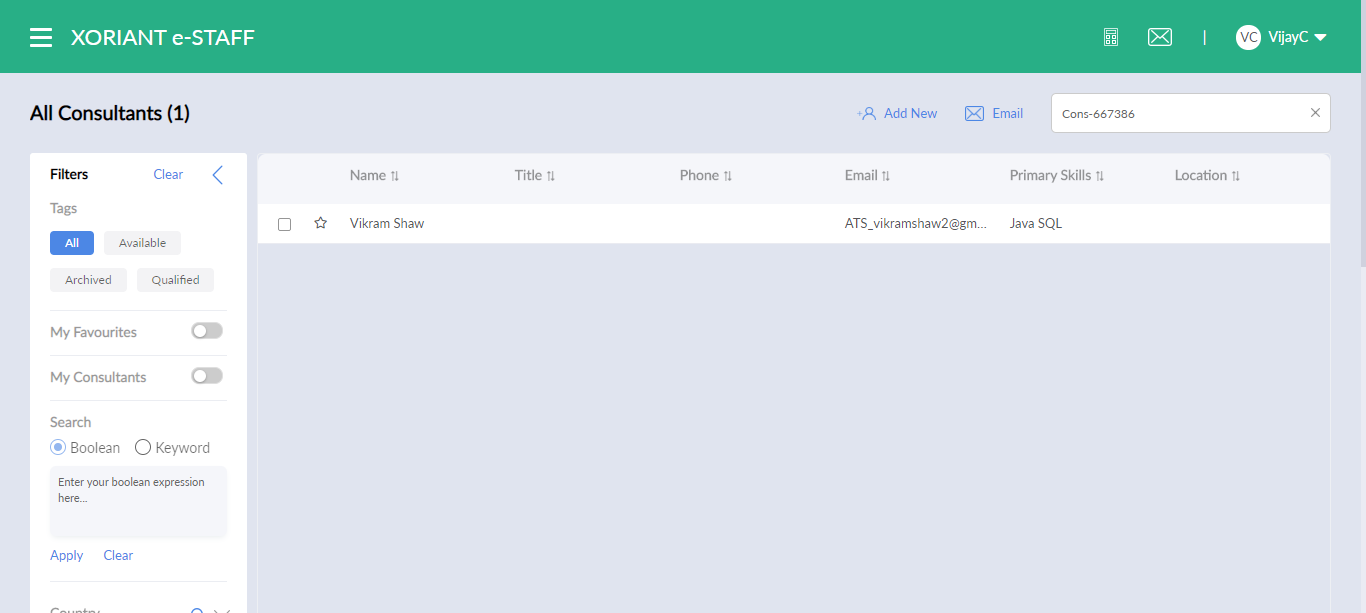 XORIANT e-STAFF
| VC VijayC
All Consultants (1)
Add New Email Cons-667386
Filters Clear
Tags
All Available
Archived Qualified
My Favourites
My Consultants
Search
Boolean Keyword
Enter your boolean expression
here...
Apply Clear
Country
Name Title Phone Email Primary Skills Location
Vikram Shaw ATS_vikramshaw2@gm... Java SQL